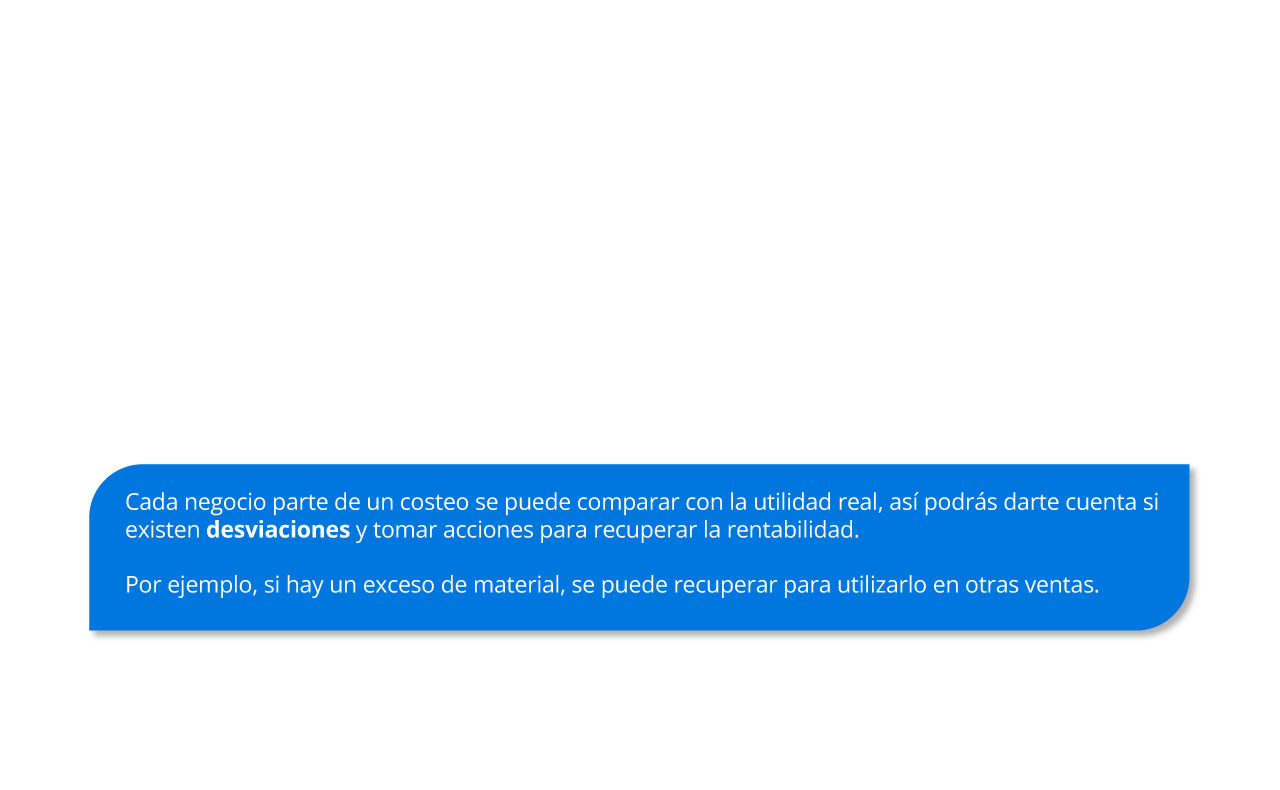 Cada negocio parte de un costeo se puede comparar con la utilidad real, así podrás darte cuenta si
existen desviaciones y tomar acciones para recuperar la rentabilidad.
Por ejemplo, si hay un exceso de material, se puede recuperar para utilizarlo en otras ventas.